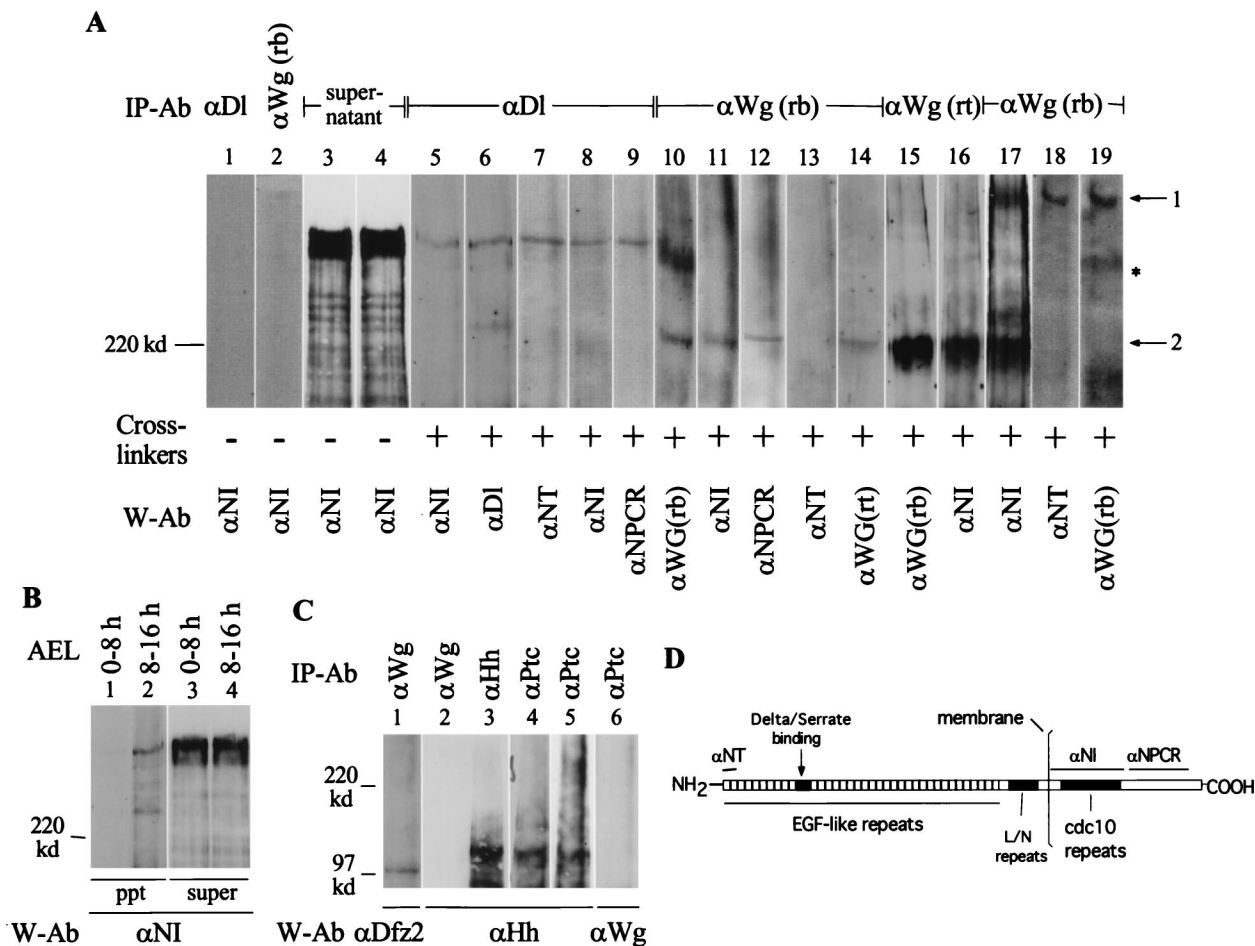 A
IP-Ab αDl αWg (rb) super-natant αDl αWg (rb) αWg (rt) αWg (rb)
1 2 3 4 5 6 7 8 9 10 11 12 13 14 15 16 17 18 19
1
*
220 kd 2
Cross-linkers - - - - + + + + + + + + + + + + + + +
W-Ab αNI αNI αNI αNI αNI αDl αNT αNI αNPCR αWG(rb) αNI αNPCR αNT αWG(rt) αWG(rb) αNI αNI αNT αWG(rb)
B
AEL 0-8 h 8-16 h 0-8 h 8-16 h
1 2 3 4
220 kd
ppt super
W-Ab αNI
C
IP-Ab αWg αWg αHh αPtc αPtc αPtc
1 2 3 4 5 6
220 kd
97 kd
W-Ab αDfz2 αHh αWg
D
membrane
Delta/Serrate binding
αNT αNI αNPCR
NH2 COOH
EGF-like repeats
L/N repeats
cdc10 repeats